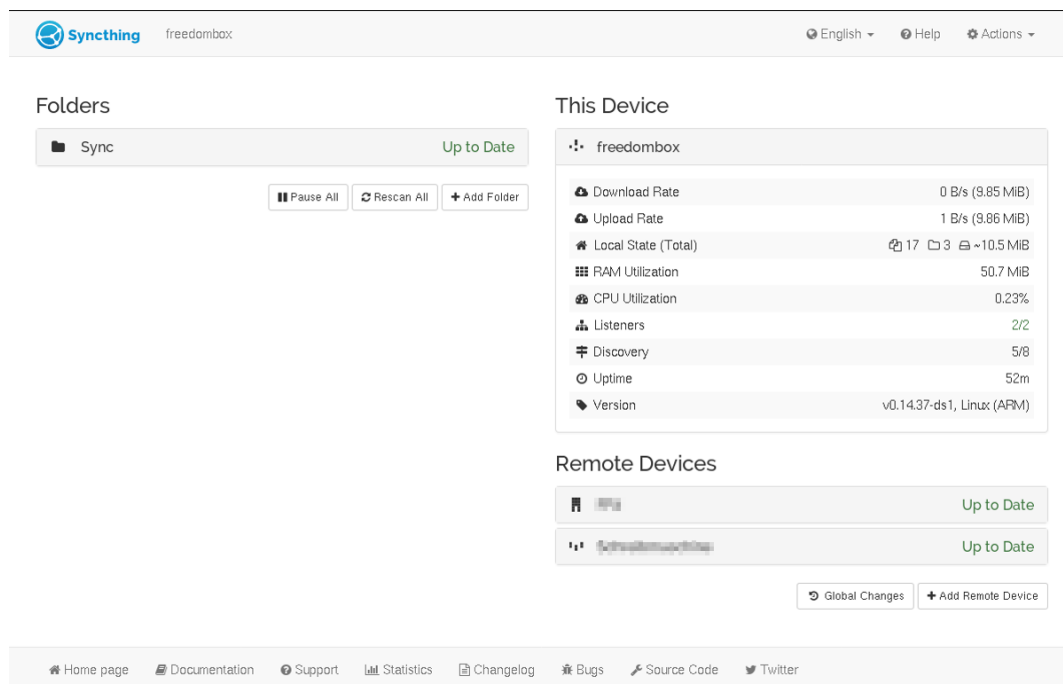 Syncthing freedombox English Help Actions
Folders
Sync Up to Date
Pause All Rescan All Add Folder
This Device
freedombox
Download Rate 0 B/s (9.85 MiB)
Upload Rate 1 B/s (9.86 MiB)
Local State (Total) 17 3 ~10.5 MiB
RAM Utilization 50.7 MiB
CPU Utilization 0.23%
Listeners 2/2
Discovery 5/8
Uptime 52m
Version v0.14.37-ds1, Linux (ARM)
Remote Devices
Up to Date
Up to Date
Global Changes Add Remote Device
Home page Documentation Support Statistics Changelog Bugs Source Code Twitter